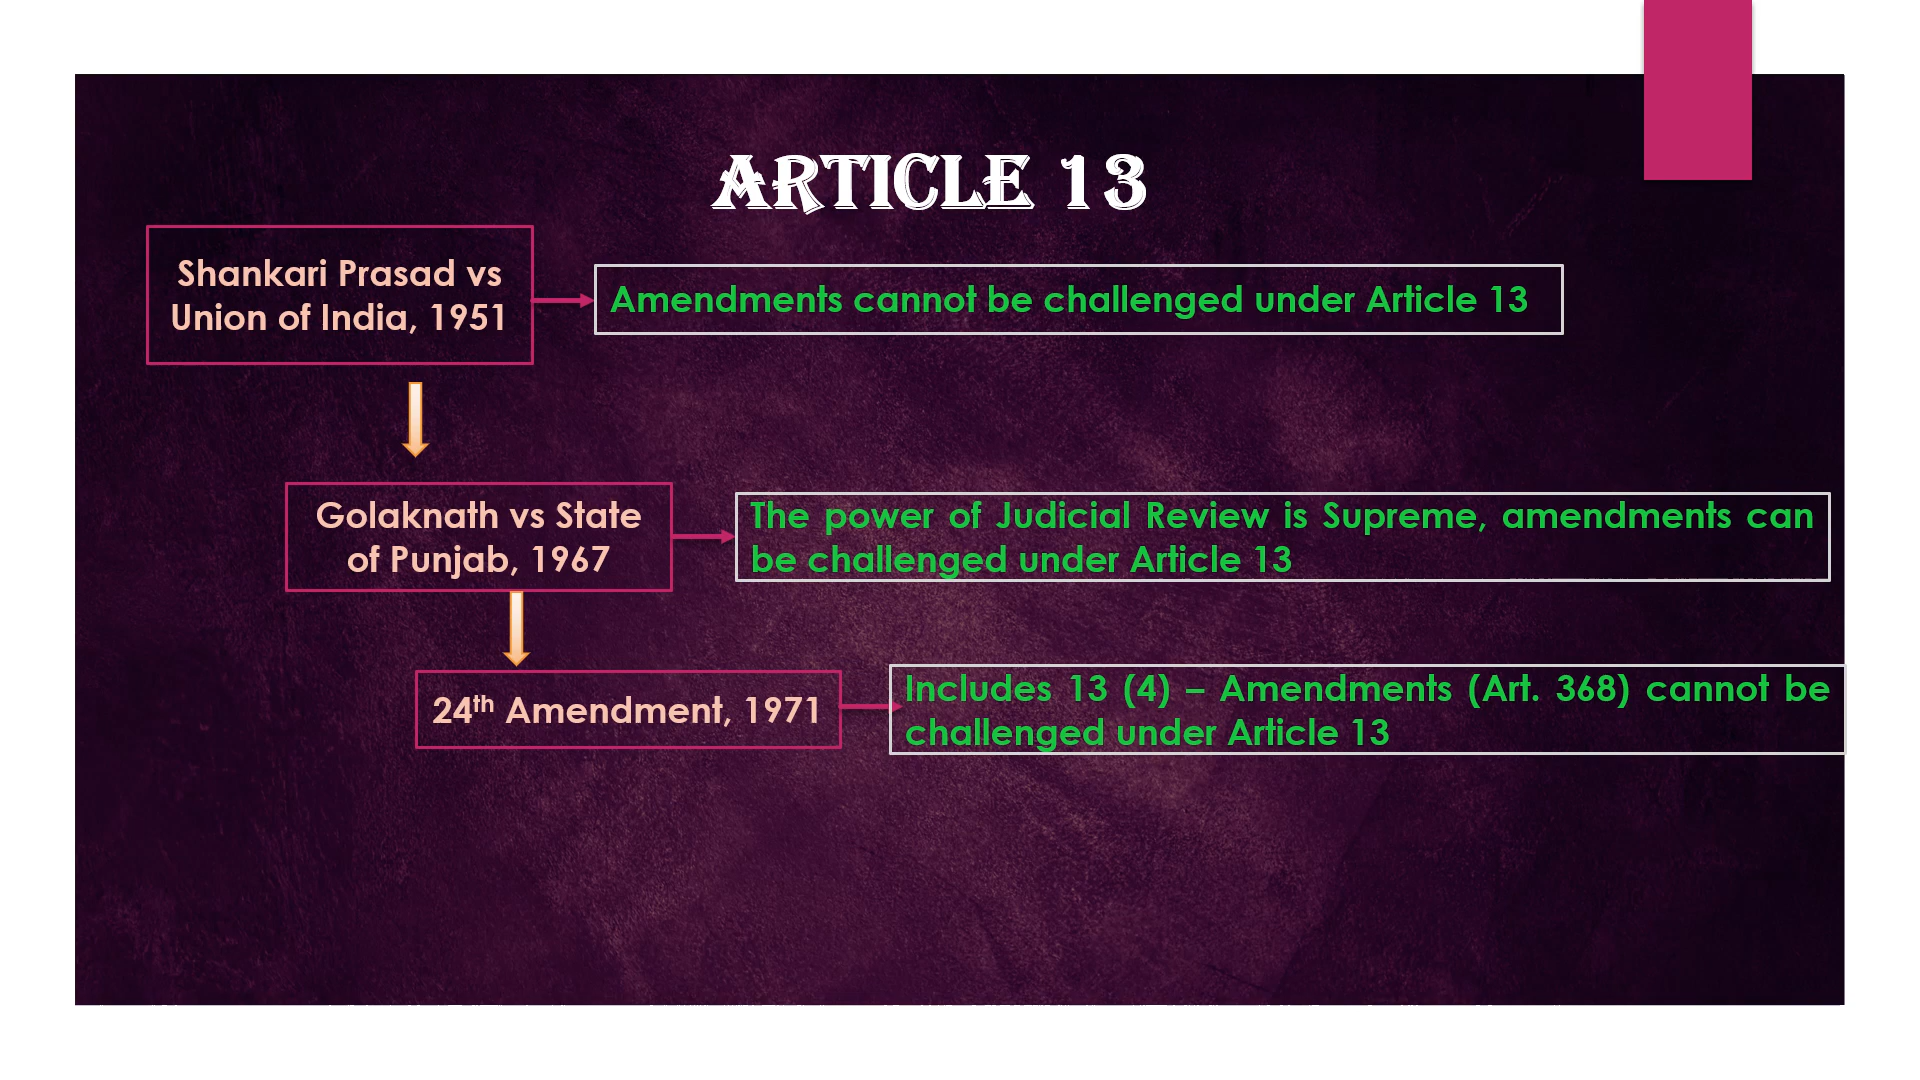 ARTICLE 13
Shankari Prasad vs
Union of India, 1951
Amendments cannot be challenged under Article 13
Golaknath vs State
of Punjab, 1967
The power of Judicial Review is Supreme, amendments can
be challenged under Article 13
24th Amendment, 1971
Includes 13 (4) – Amendments (Art. 368) cannot be
challenged under Article 13